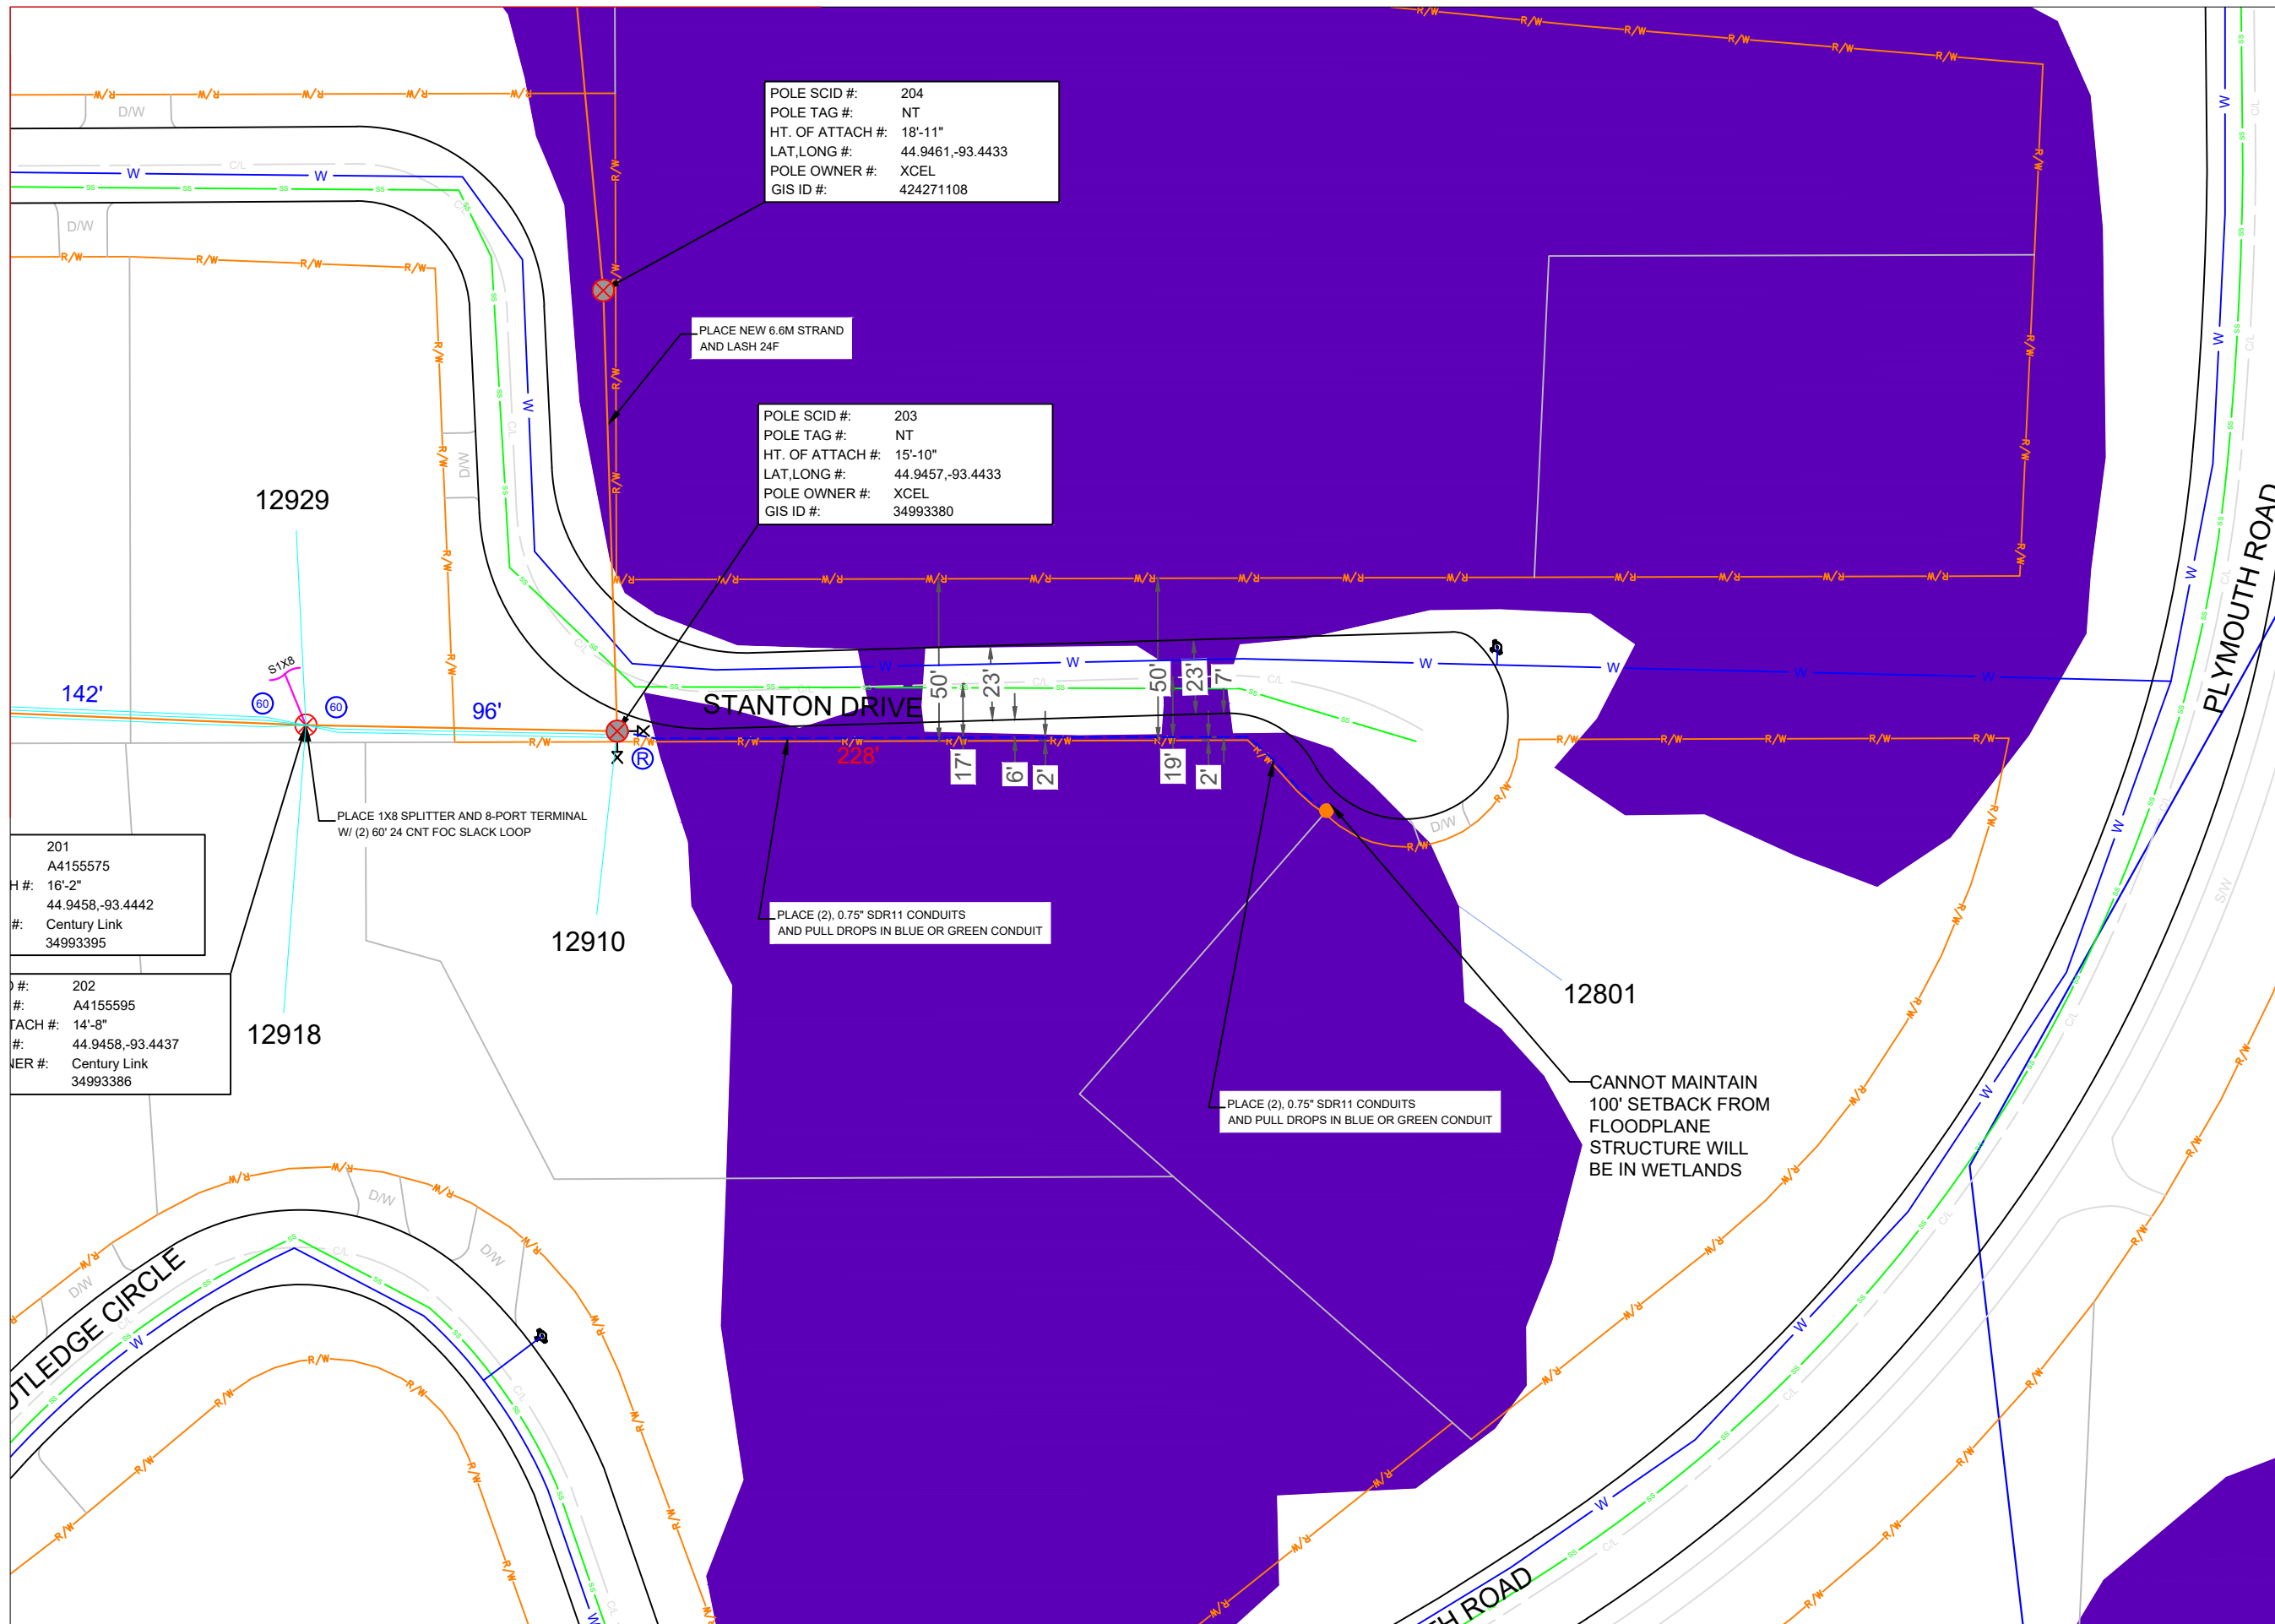 POLE SCID #: 204
POLE TAG #: NT
HT. OF ATTACH #: 18'-11"
LAT,LONG #: 44.9461,-93.4433
POLE OWNER #: XCEL
GIS ID #: 424271108
PLACE NEW 6.6M STRAND
AND LASH 24F
POLE SCID #: 203
POLE TAG #: NT
HT. OF ATTACH #: 15'-10"
LAT,LONG #: 44.9457,-93.4433
POLE OWNER #: XCEL
GIS ID #: 34993380
12929
S1X8
142'
60
60
96'
STANTON DRIVE
228'
R
50'
23'
17'
6'
2'
50'
23'
7'
19'
2'
PLYMOUTH ROAD
PLACE 1X8 SPLITTER AND 8-PORT TERMINAL
W/ (2) 60' 24 CNT FOC SLACK LOOP
201
A4155575
H #: 16'-2"
44.9458,-93.4442
#: Century Link
34993395
PLACE (2), 0.75" SDR11 CONDUITS
AND PULL DROPS IN BLUE OR GREEN CONDUIT
12910
#: 202
#: A4155595
TACH #: 14'-8"
#: 44.9458,-93.4437
NER #: Century Link
34993386
12918
12801
PLACE (2), 0.75" SDR11 CONDUITS
AND PULL DROPS IN BLUE OR GREEN CONDUIT
CANNOT MAINTAIN
100' SETBACK FROM
FLOODPLANE
STRUCTURE WILL
BE IN WETLANDS
UTLEDGE CIRCLE
TH ROAD
D/W
D/W
D/W
D/W
D/W
D/W
D/W
S/W
R/W
C/L
W
SS